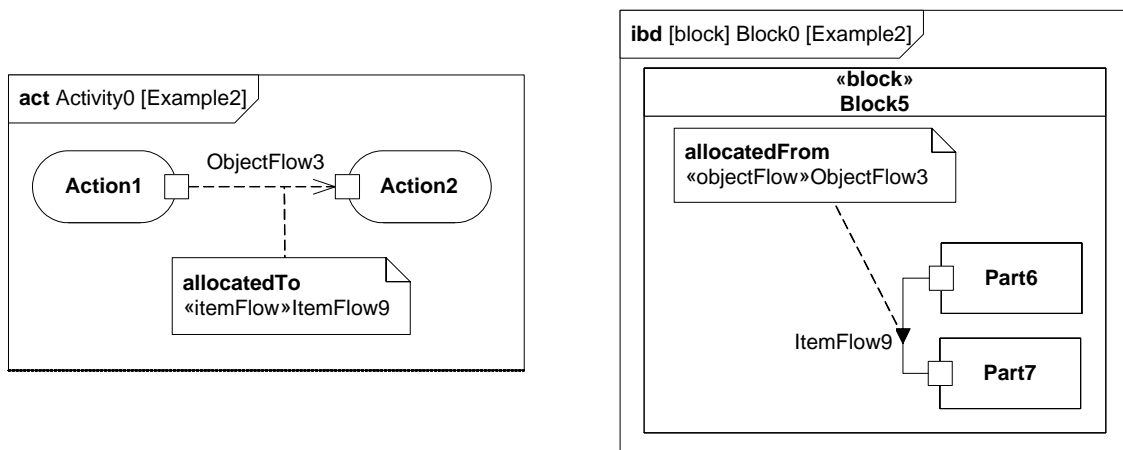 act Activity0 [Example2]
ObjectFlow3
Action1
Action2
allocatedTo
«itemFlow»ItemFlow9
ibd [block] Block0 [Example2]
«block»
Block5
allocatedFrom
«objectFlow»ObjectFlow3
Part6
ItemFlow9
Part7